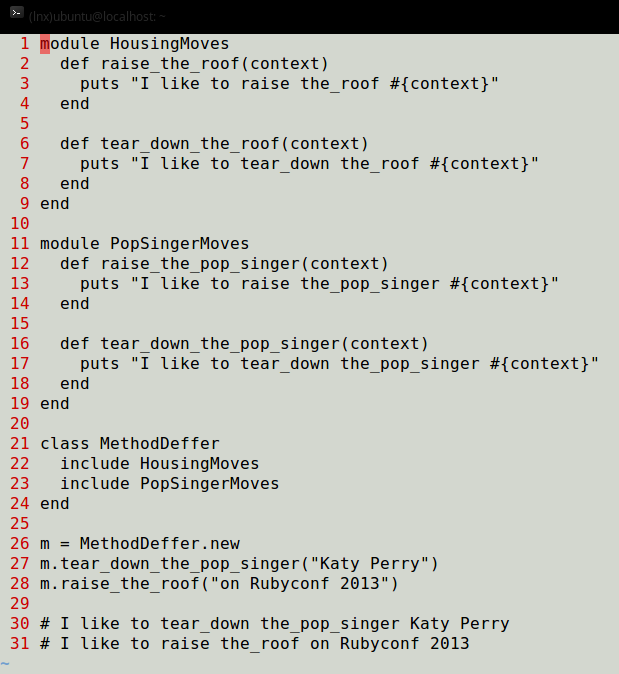 (lnx)ubuntu@localhost: ~
1 module HousingMoves
2   def raise_the_roof(context)
3     puts "I like to raise the_roof #{context}"
4   end
5
6   def tear_down_the_roof(context)
7     puts "I like to tear_down the_roof #{context}"
8   end
9 end
10
11 module PopSingerMoves
12   def raise_the_pop_singer(context)
13     puts "I like to raise the_pop_singer #{context}"
14   end
15
16   def tear_down_the_pop_singer(context)
17     puts "I like to tear_down the_pop_singer #{context}"
18   end
19 end
20
21 class MethodDeffer
22   include HousingMoves
23   include PopSingerMoves
24 end
25
26 m = MethodDeffer.new
27 m.tear_down_the_pop_singer("Katy Perry")
28 m.raise_the_roof("on Rubyconf 2013")
29
30 # I like to tear_down the_pop_singer Katy Perry
31 # I like to raise the_roof on Rubyconf 2013
~